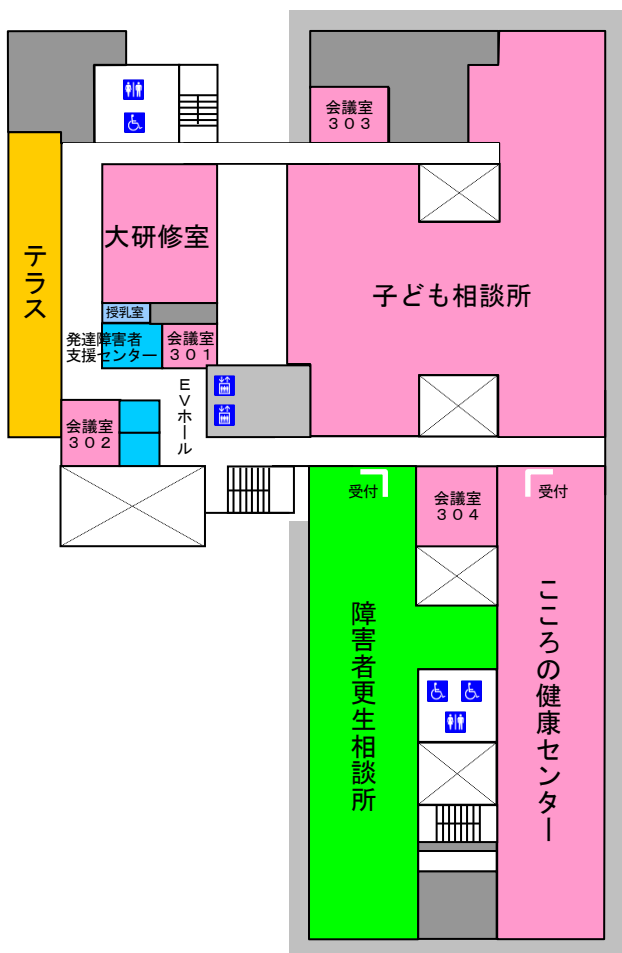 会議室
３０３
大研修室
テラス
子ども相談所
授乳室
発達障害者
支援センター
会議室
３０１
ＥＶホール
会議室
３０２
受付
会議室
３０４
受付
障害者更生相談所
こころの健康センター